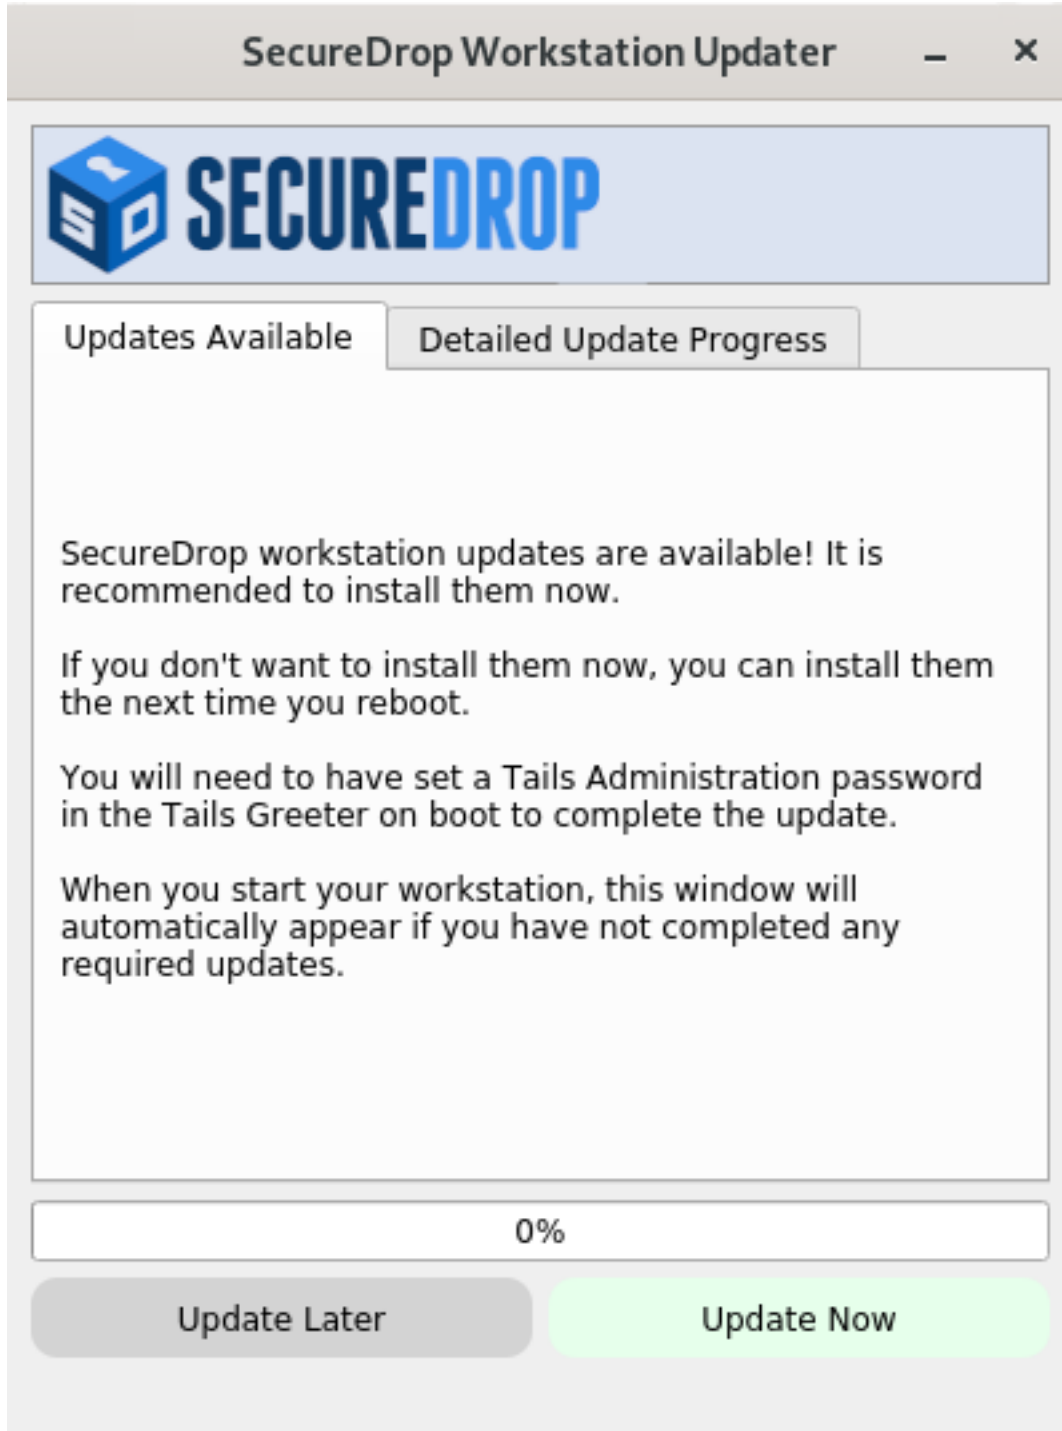 SecureDrop Workstation Updater
SECUREDROP
Updates Available
Detailed Update Progress
SecureDrop workstation updates are available! It is
recommended to install them now.
If you don't want to install them now, you can install them
the next time you reboot.
You will need to have set a Tails Administration password
in the Tails Greeter on boot to complete the update.
When you start your workstation, this window will
automatically appear if you have not completed any
required updates.
0%
Update Later
Update Now